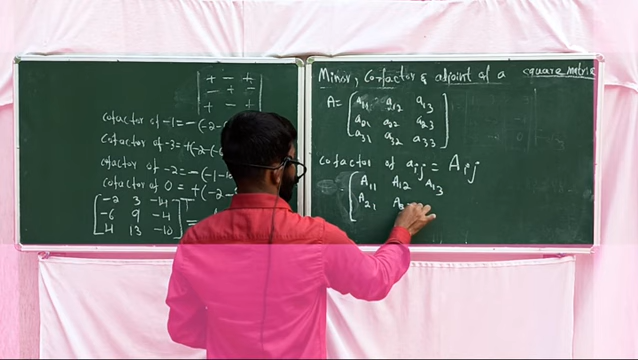 + - +
- + -
+ - +
cofactor of -1 = -(-2-
cofactor of -3 = +(-2-(-
cofactor of -2 = -(-1-
cofactor of 0 = +(-2-
-2 3 -14 T
-6 9 -4 =
4 13 -10
Minor, cofactor & adjoint of a square matrix
A = a11 a12 a13
a21 a22 a23
a31 a32 a33
cofactor of aij = Aij
A11 A12 A13
A21